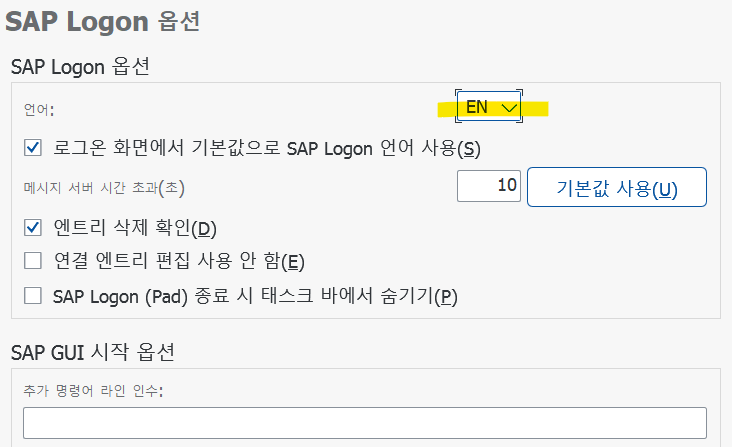 SAP Logon 옵션
SAP Logon 옵션
언어: EN
로그온 화면에서 기본값으로 SAP Logon 언어 사용(S)
메시지 서버 시간 초과(초) 10 기본값 사용(U)
엔트리 삭제 확인(D)
연결 엔트리 편집 사용 안 함(E)
SAP Logon (Pad) 종료 시 태스크 바에서 숨기기(P)
SAP GUI 시작 옵션
추가 명령어 라인 인수: